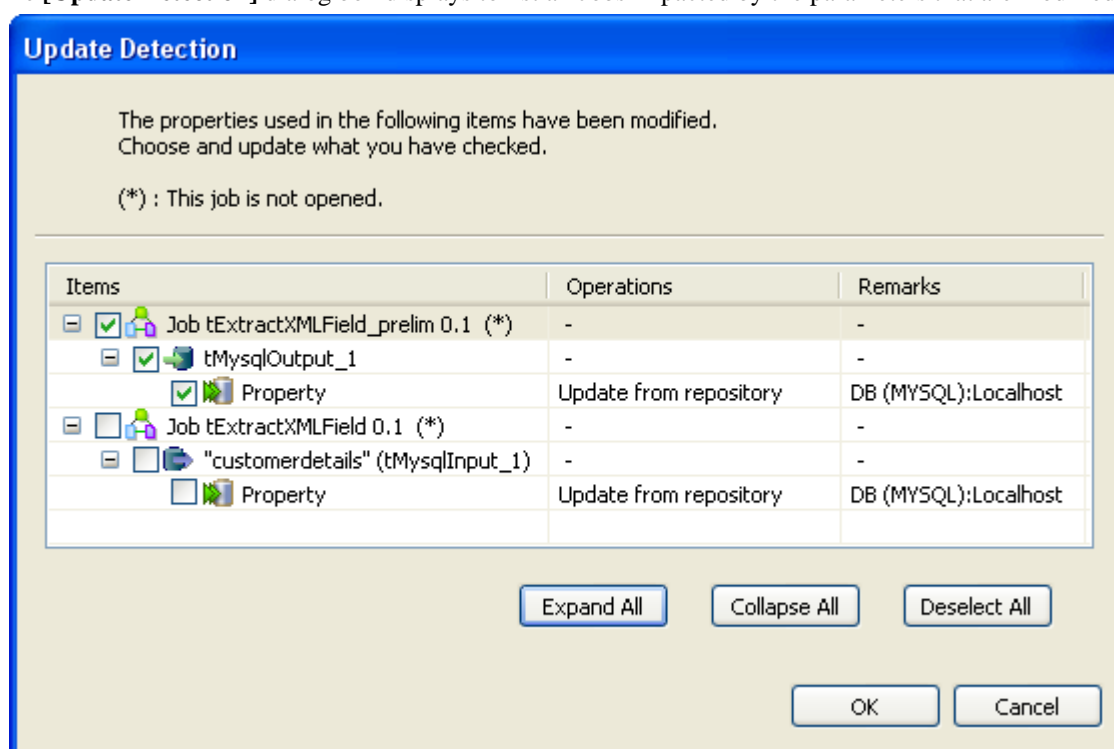 Update Detection
The properties used in the following items have been modified.
Choose and update what you have checked.
(*) : This job is not opened.
Items Operations Remarks
Job tExtractXMLField_prelim 0.1 (*) - -
tMysqlOutput_1 - -
Property Update from repository DB (MYSQL):Localhost
Job tExtractXMLField 0.1 (*) - -
"customerdetails" (tMysqlInput_1) - -
Property Update from repository DB (MYSQL):Localhost
Expand All Collapse All Deselect All
OK Cancel